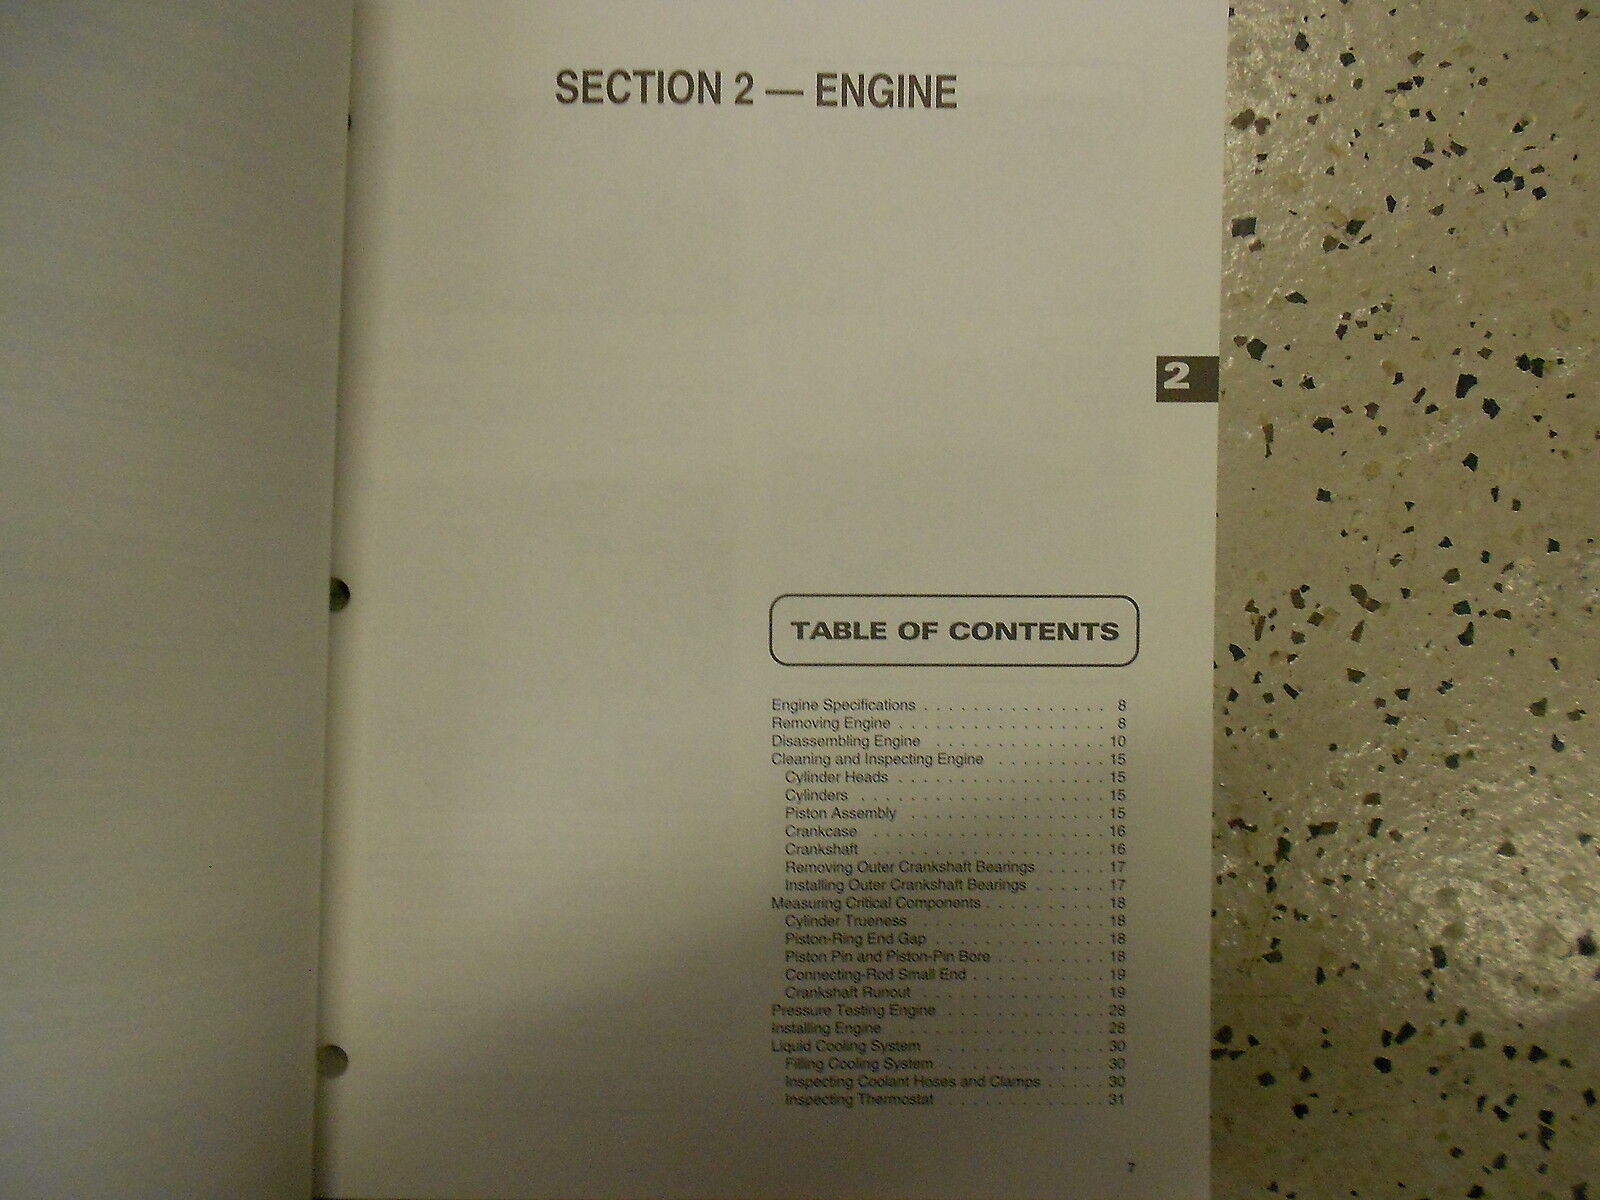 SECTION 2 — ENGINE
2
TABLE OF CONTENTS
Engine Specifications . . . . . . . . . . . . . . . 8
Removing Engine . . . . . . . . . . . . . . . . . 8
Disassembling Engine . . . . . . . . . . . . . . 10
Cleaning and Inspecting Engine . . . . . . . . . 15
Cylinder Heads . . . . . . . . . . . . . . . . . 15
Cylinders . . . . . . . . . . . . . . . . . . . . 15
Piston Assembly . . . . . . . . . . . . . . . . 15
Crankcase . . . . . . . . . . . . . . . . . . . 16
Crankshaft . . . . . . . . . . . . . . . . . . . 16
Removing Outer Crankshaft Bearings . . . . . 17
Installing Outer Crankshaft Bearings . . . . . . 17
Measuring Critical Components . . . . . . . . . . 18
Cylinder Trueness . . . . . . . . . . . . . . . 18
Piston-Ring End Gap . . . . . . . . . . . . . . 18
Piston Pin and Piston-Pin Bore . . . . . . . . . 18
Connecting-Rod Small End . . . . . . . . . . . 19
Crankshaft Runout . . . . . . . . . . . . . . . 19
Pressure Testing Engine . . . . . . . . . . . . . 28
Installing Engine . . . . . . . . . . . . . . . . . 28
Liquid Cooling System . . . . . . . . . . . . . . 30
Filling Cooling System . . . . . . . . . . . . . 30
Inspecting Coolant Hoses and Clamps . . . . . 30
Inspecting Thermostat . . . . . . . . . . . . . 31
7